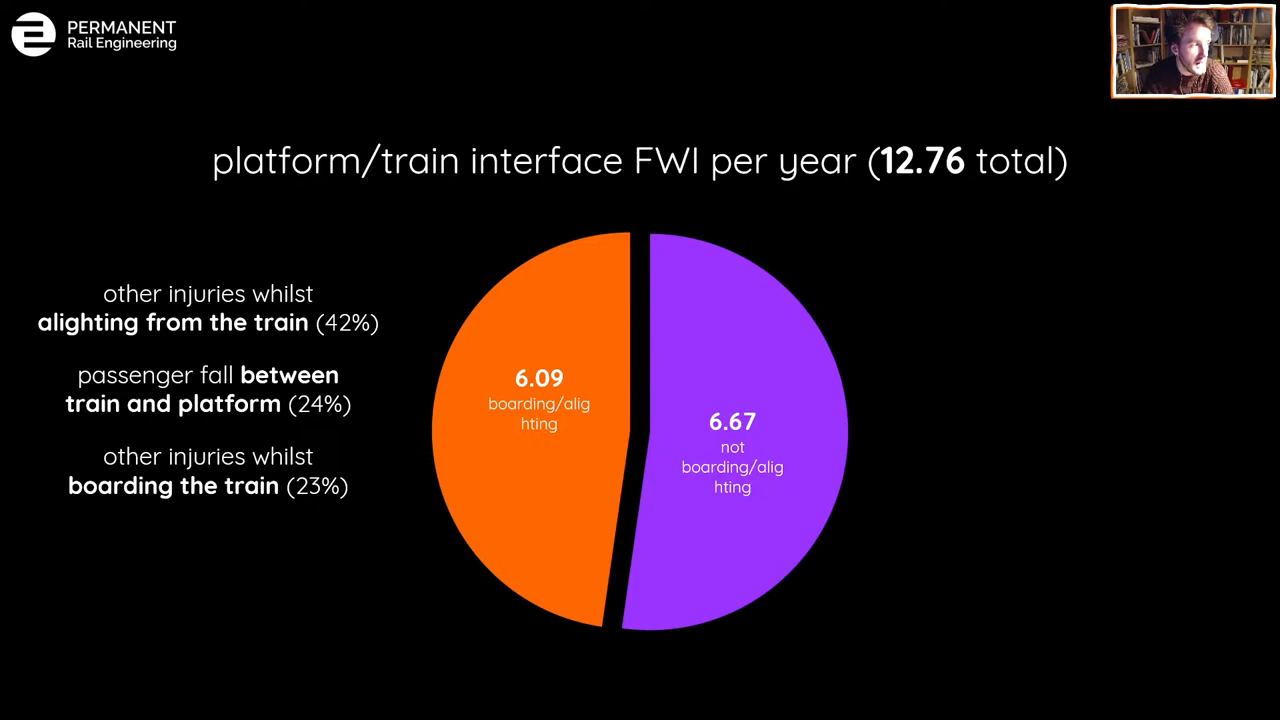 PERMANENT
Rail Engineering
platform/train interface FWI per year (12.76 total)
other injuries whilst
alighting from the train (42%)
passenger fall between
train and platform (24%)
other injuries whilst
boarding the train (23%)
6.09
boarding/alig
hting
6.67
not
boarding/alig
hting